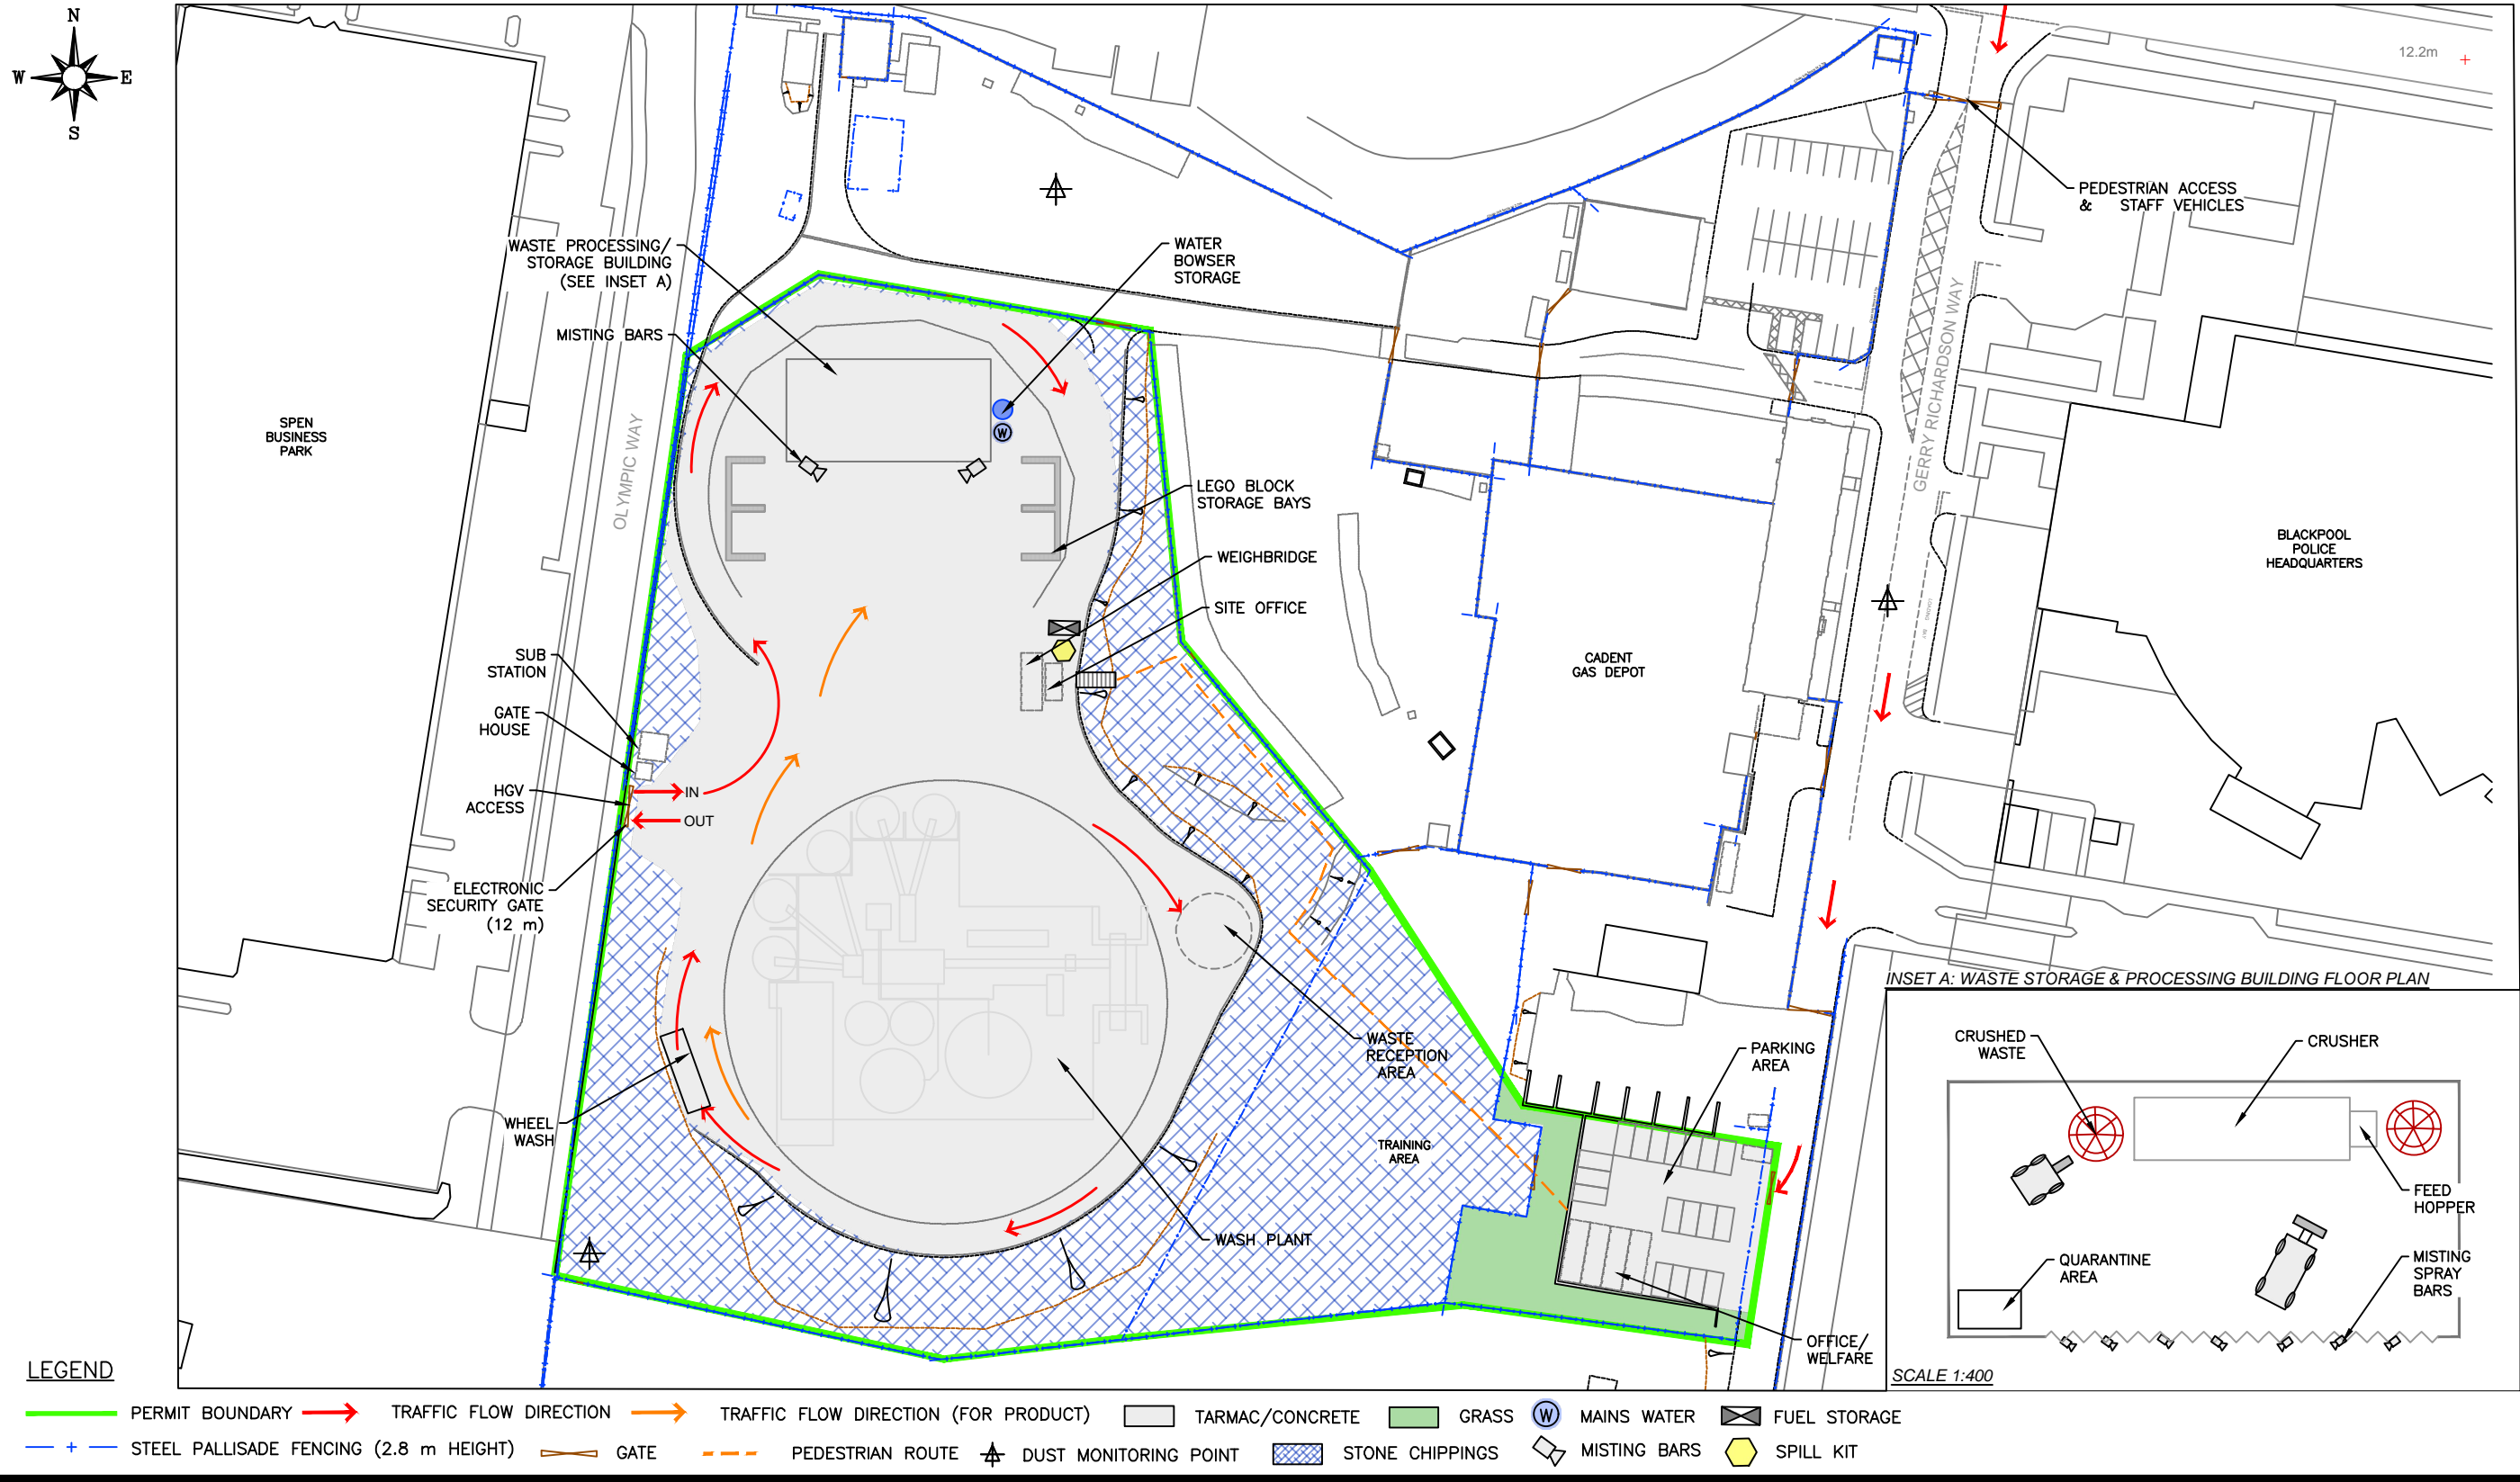 N
W E
S
12.2m
PEDESTRIAN ACCESS
& STAFF VEHICLES
WASTE PROCESSING/
STORAGE BUILDING
(SEE INSET A)
WATER
BOWSER
STORAGE
MISTING BARS
SPEN
BUSINESS
PARK
OLYMPIC WAY
W
GERRY RICHARDSON WAY
LEGO BLOCK
STORAGE BAYS
WEIGHBRIDGE
SITE OFFICE
BLACKPOOL
POLICE
HEADQUARTERS
CADENT
GAS DEPOT
SUB
STATION
GATE
HOUSE
HGV
ACCESS
IN
OUT
ELECTRONIC
SECURITY GATE
(12 m)
WASTE
RECEPTION
AREA
PARKING
AREA
WHEEL
WASH
TRAINING
AREA
WASH PLANT
OFFICE/
WELFARE
INSET A: WASTE STORAGE & PROCESSING BUILDING FLOOR PLAN
CRUSHED
WASTE
CRUSHER
FEED
HOPPER
QUARANTINE
AREA
MISTING
SPRAY
BARS
SCALE 1:400
LEGEND
PERMIT BOUNDARY
TRAFFIC FLOW DIRECTION
TRAFFIC FLOW DIRECTION (FOR PRODUCT)
TARMAC/CONCRETE
GRASS
W
MAINS WATER
FUEL STORAGE
STEEL PALLISADE FENCING (2.8 m HEIGHT)
GATE
PEDESTRIAN ROUTE
DUST MONITORING POINT
STONE CHIPPINGS
MISTING BARS
SPILL KIT